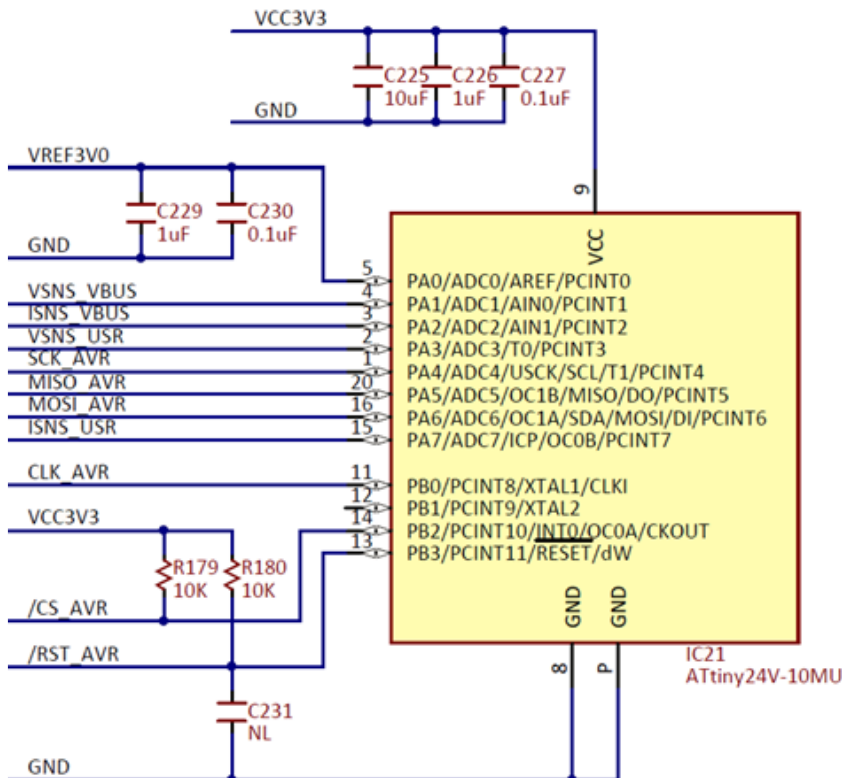 VCC3V3
C225
10uF
C226
1uF
C227
0.1uF
GND
VREF3V0
C229
1uF
C230
0.1uF
GND
9
VCC
5 PA0/ADC0/AREF/PCINT0
VSNS_VBUS 4 PA1/ADC1/AIN0/PCINT1
ISNS_VBUS 3 PA2/ADC2/AIN1/PCINT2
VSNS_USR 2 PA3/ADC3/T0/PCINT3
SCK_AVR 1 PA4/ADC4/USCK/SCL/T1/PCINT4
MISO_AVR 20 PA5/ADC5/OC1B/MISO/DO/PCINT5
MOSI_AVR 16 PA6/ADC6/OC1A/SDA/MOSI/DI/PCINT6
ISNS_USR 15 PA7/ADC7/ICP/OC0B/PCINT7
CLK_AVR 11 PB0/PCINT8/XTAL1/CLKI
12 PB1/PCINT9/XTAL2
VCC3V3 14 PB2/PCINT10/INT0/OC0A/CKOUT
13 PB3/PCINT11/RESET/dW
R179
10K
R180
10K
/CS_AVR
/RST_AVR
GND
GND
8
P
IC21
ATtiny24V-10MU
C231
NL
GND